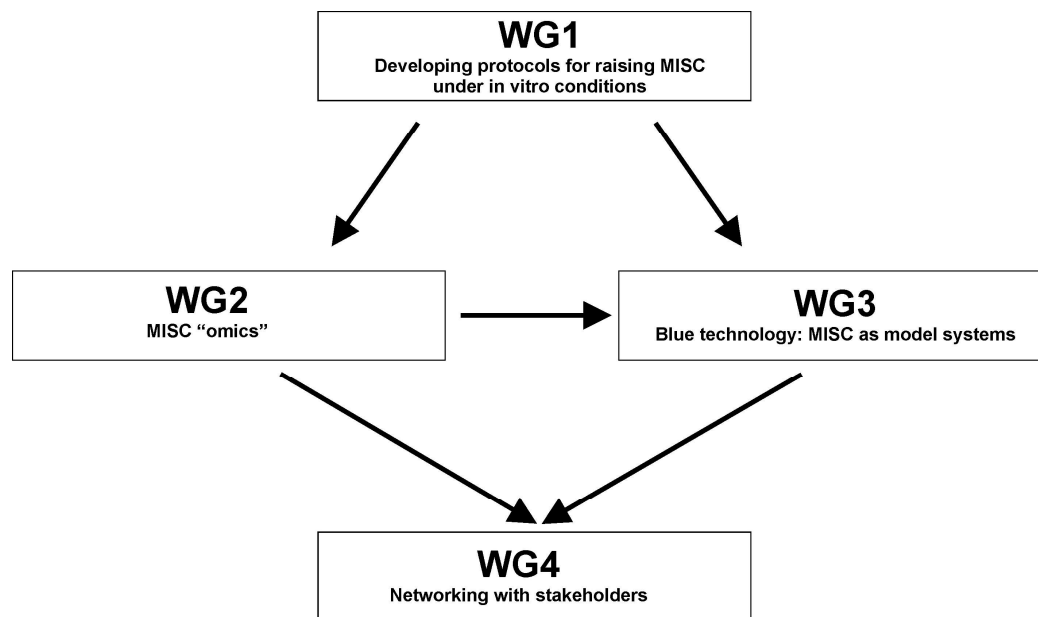 WG1
Developing protocols for raising MISC
under in vitro conditions
WG2
MISC “omics”
WG3
Blue technology: MISC as model systems
WG4
Networking with stakeholders